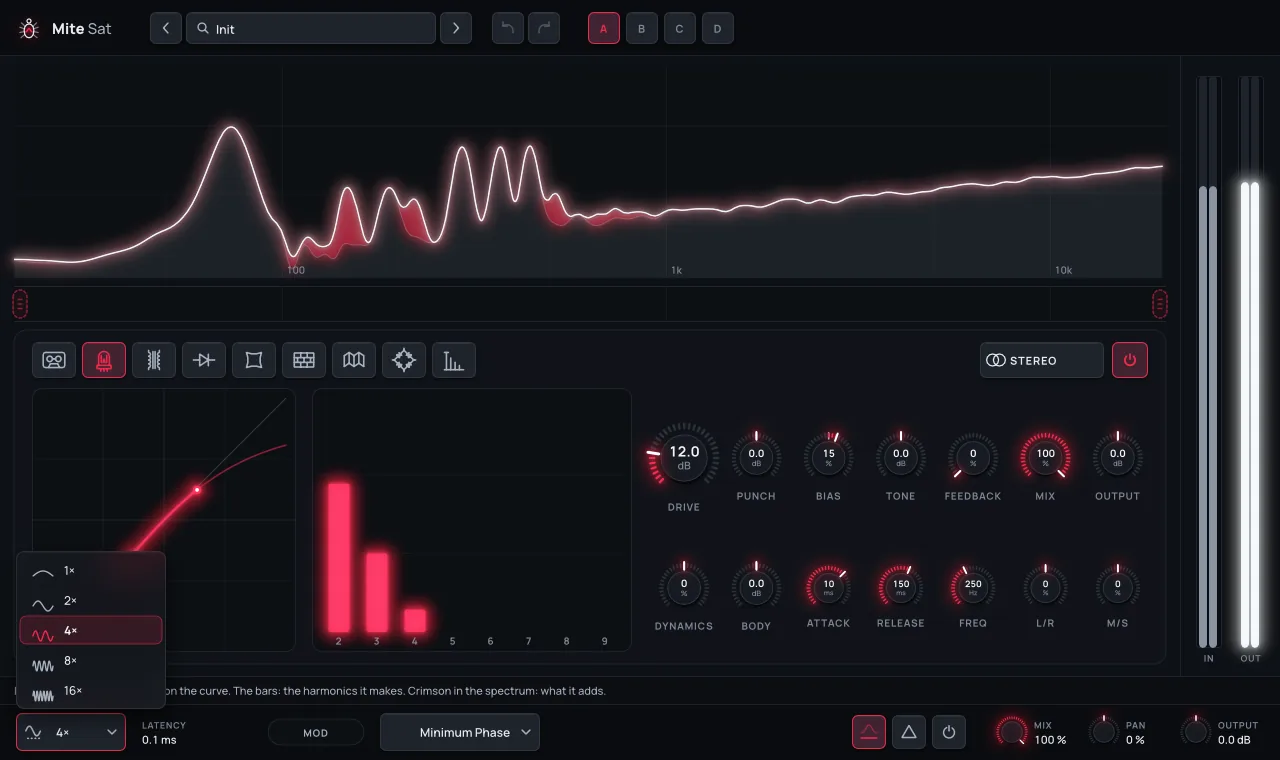 Mite Sat
Init
A B C D
100 1k 10k
STEREO
12.0 dB
DRIVE
0.0 dB
PUNCH
15 %
BIAS
0.0 dB
TONE
0 %
FEEDBACK
100 %
MIX
0.0 dB
OUTPUT
0 %
DYNAMICS
0.0 dB
BODY
10 ms
ATTACK
150 ms
RELEASE
250 Hz
FREQ
0 %
L/R
0 %
M/S
2 3 4 5 6 7 8 9
IN OUT
1×
2×
4×
8×
16×
on the curve. The bars: the harmonics it makes. Crimson in the spectrum: what it adds.
4×
LATENCY
0.1 ms
MOD
Minimum Phase
MIX
100 %
PAN
0 %
OUTPUT
0.0 dB